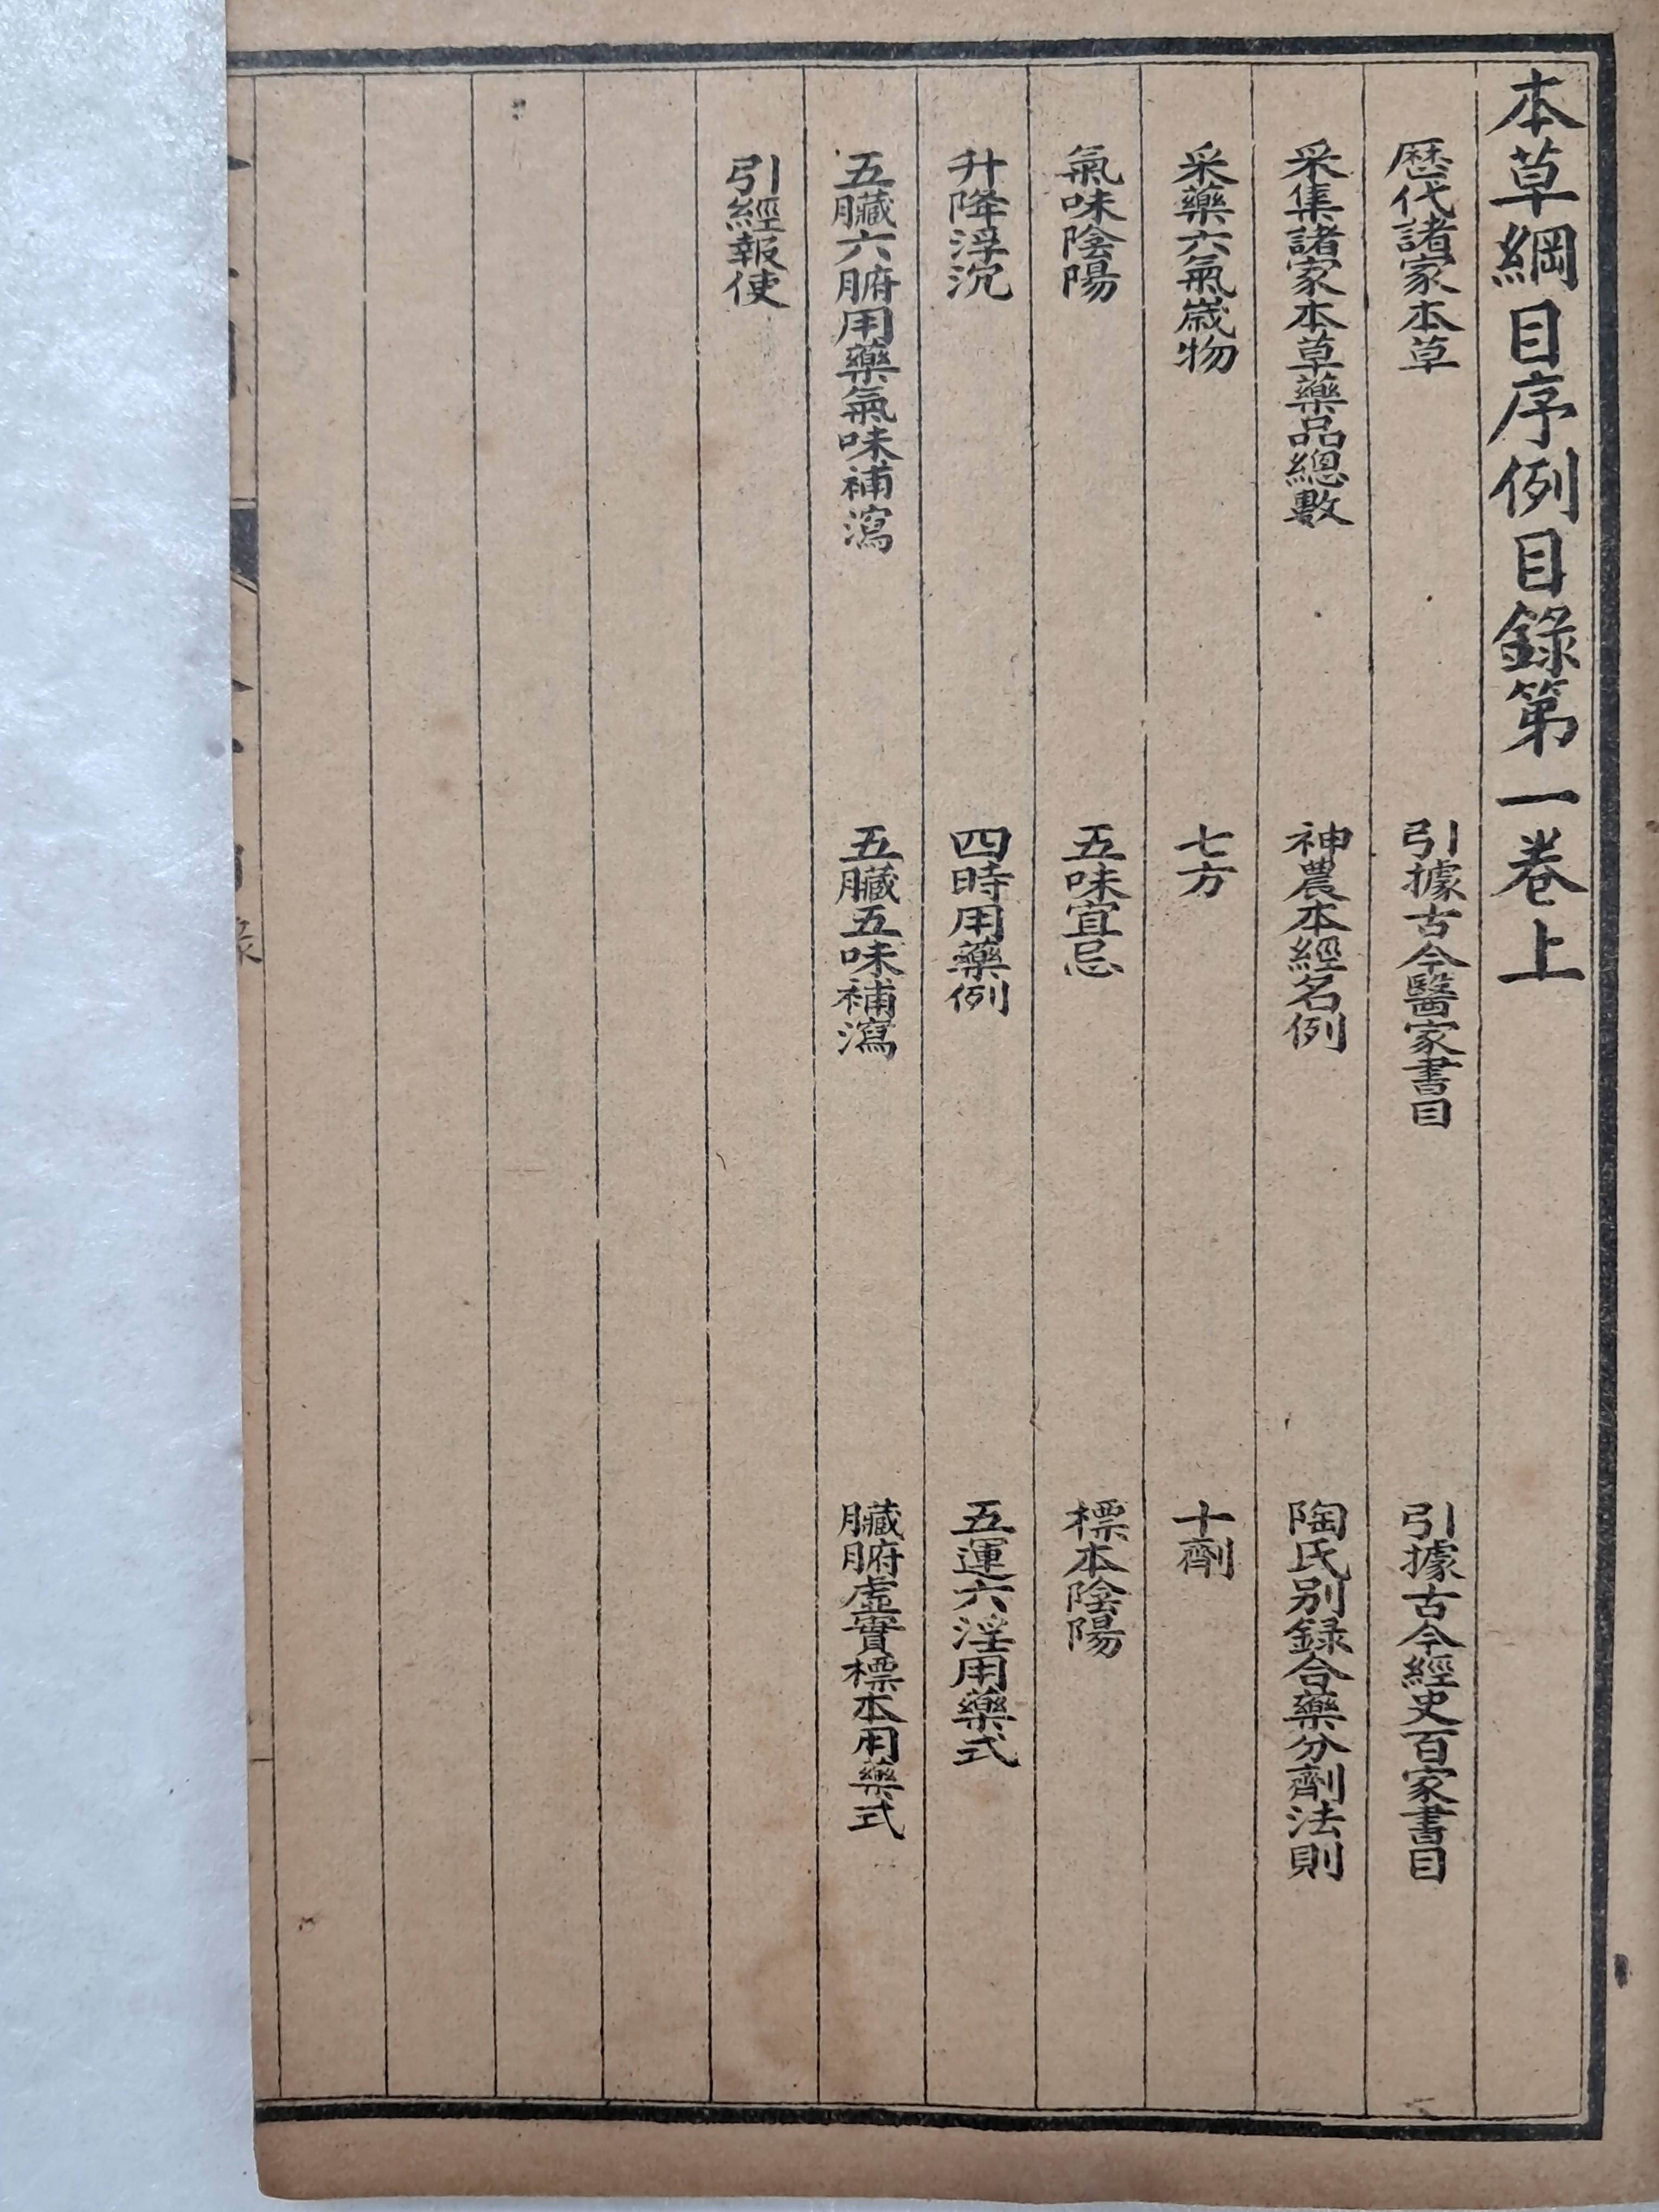 本草綱目序例目錄第一卷上
歷代諸家本草　引據古今醫家書目　引據古今經史百家書目
采集諸家本草藥品總數　神農本經名例　陶氏別録合藥分劑法則
采藥六氣嵗物　七方　十劑
氣味陰陽　五味宜忌　標本陰陽
升降浮沉　四時用藥例　五運六淫用藥式
五臟六腑用藥氣味補瀉　五臟五味補瀉　臟腑虛實標本用藥式
引經報使